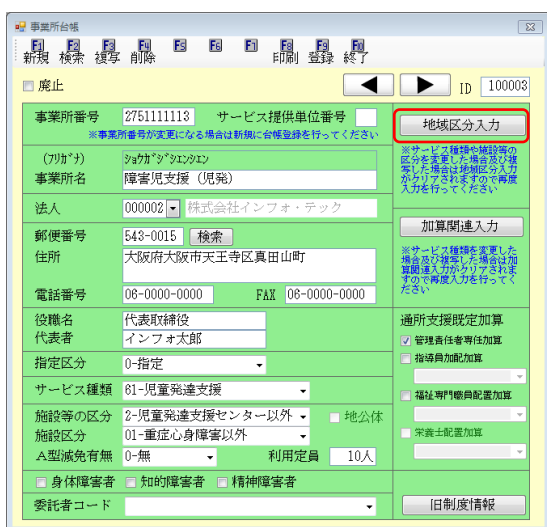 事業所台帳
F1 F2 F3 F4 F5 F6 F7 F8 F9 F10
新規 検索 複写 削除 印刷 登録 終了
廃止
ID 100003
事業所番号 2751111113 サービス提供単位番号
※事業所番号が変更になる場合は新規に台帳登録を行ってください
(フリガナ) ショウガイジシエンジシエン
事業所名 障害児支援（児発）
法人 000002 株式会社インフォ・テック
郵便番号 543-0015 検索
住所 大阪府大阪市天王寺区真田山町
電話番号 06-0000-0000 FAX 06-0000-0000
役職名 代表取締役
代表者 インフォ太郎
指定区分 0-指定
サービス種類 61-児童発達支援
施設等の区分 2-児童発達支援センター以外 地公体
施設区分 01-重症心身障害以外
A型減免有無 0-無 利用定員 10人
身体障害者 知的障害者 精神障害者
委託者コード
地域区分入力
※サービス種類や施設等の
区分を変更した場合及び複
写した場合は地域区分入力
がクリアされますので再度
入力を行ってください
加算関連入力
※サービス種類を変更した
場合及び複写した場合は加
算関連入力がクリアされま
すので再度入力を行ってく
ださい
通所支援既定加算
管理責任者専任加算
指導員加配加算
福祉専門職員配置加算
栄養士配置加算
旧制度情報